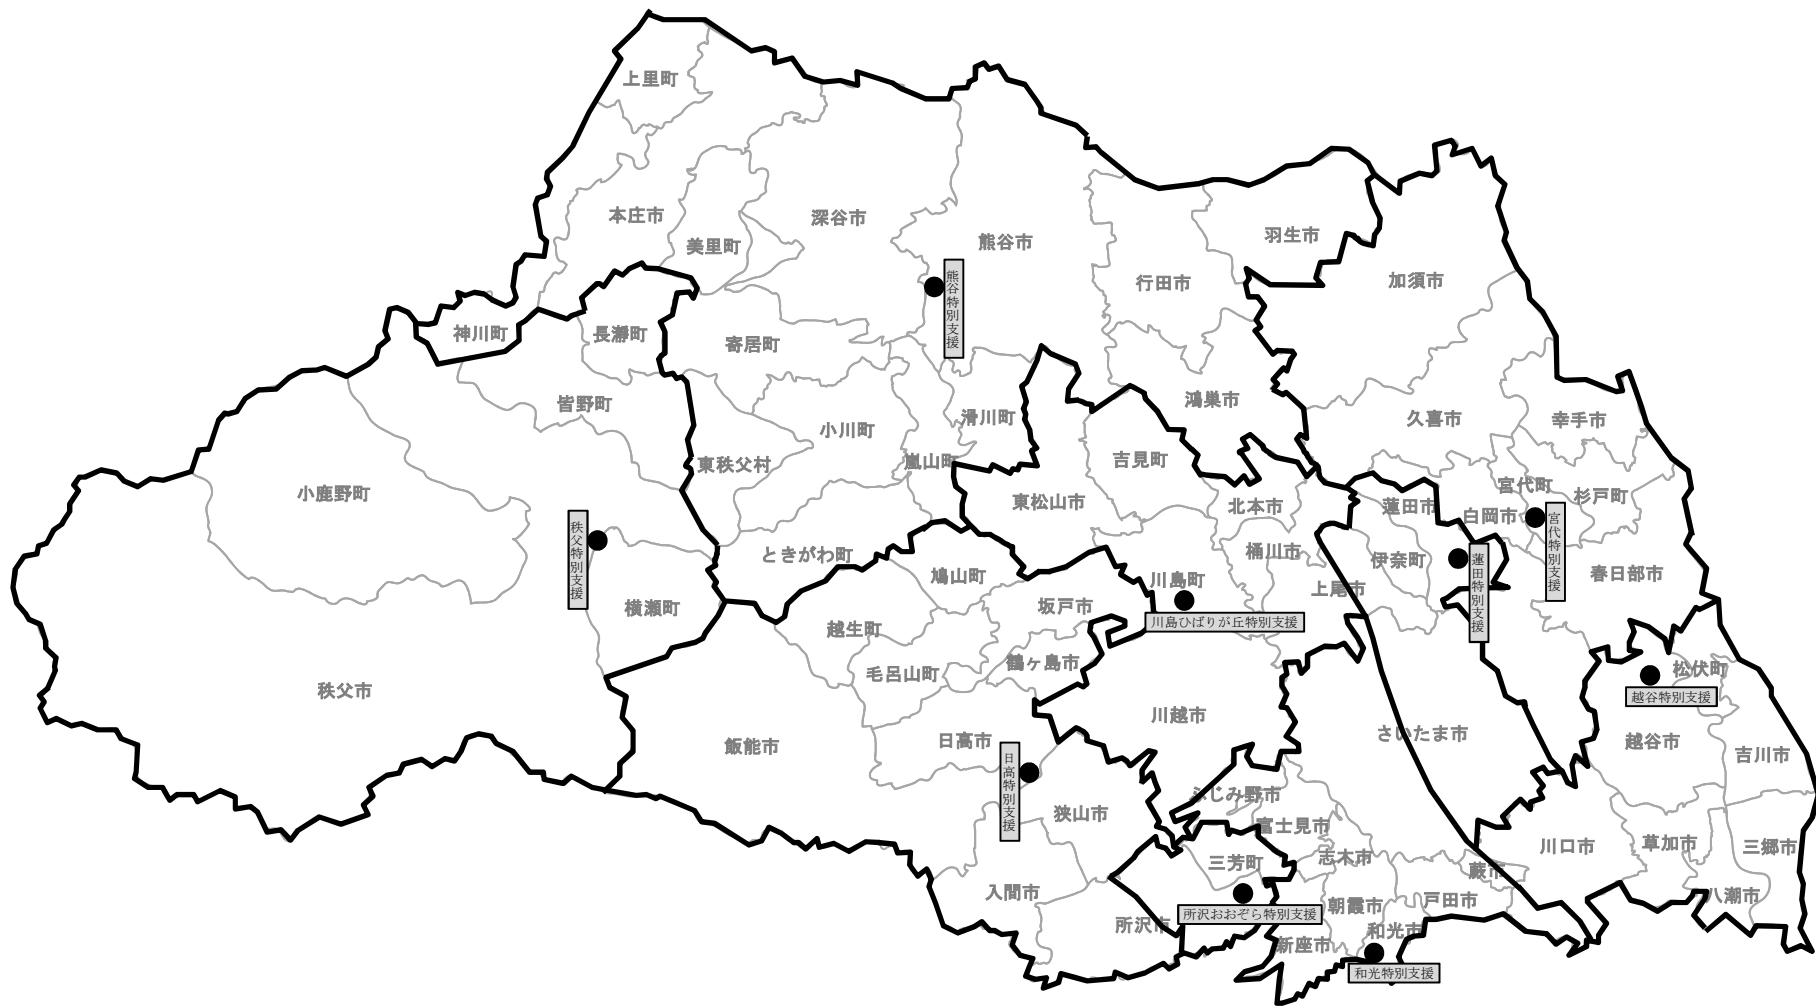 上里町
本庄市
美里町
深谷市
熊谷市
熊谷特別支援
行田市
羽生市
加須市
神川町
長瀞町
寄居町
皆野町
小川町
滑川町
嵐山町
東秩父村
鴻巣市
吉見町
東松山市
北本市
久喜市
幸手市
宮代町
杉戸町
白岡市
蓮田市
宮代特別支援
小鹿野町
秩父特別支援
ときがわ町
鳩山町
川島町
桶川市
上尾市
伊奈町
蓮田特別支援
春日部市
横瀬町
越生町
坂戸市
川島ひばりが丘特別支援
毛呂山町
鶴ヶ島市
松伏町
越谷特別支援
秩父市
飯能市
日高市
川越市
さいたま市
越谷市
吉川市
日高特別支援
狭山市
ふじみ野市
富士見市
志木市
三芳町
川口市
草加市
三郷市
蕨市
戸田市
八潮市
入間市
所沢市
所沢おおぞら特別支援
朝霞市
新座市
和光市
和光特別支援